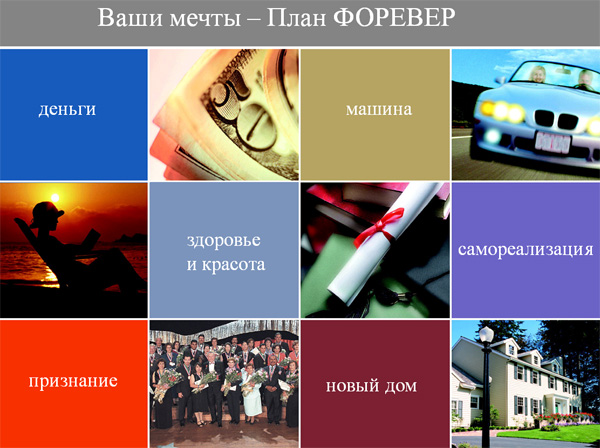 Ваши мечты – План ФОРЕВЕР
деньги
машина
здоровье
и красота
самореализация
признание
новый дом